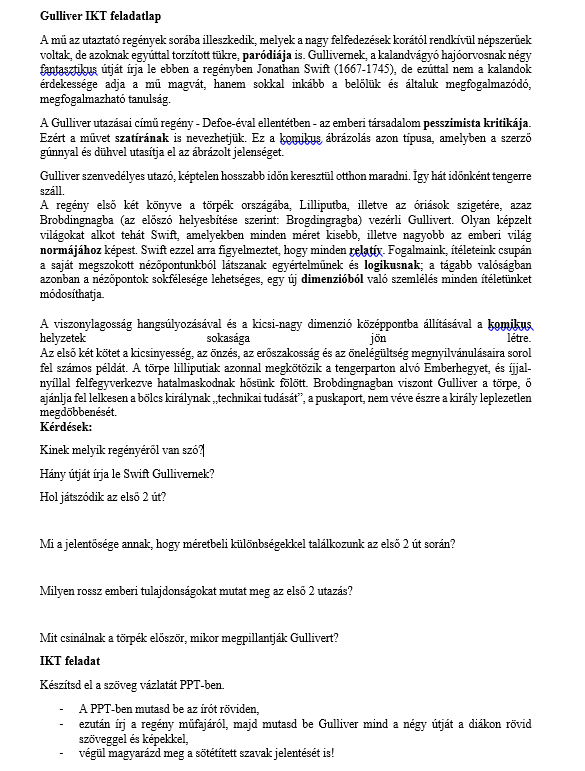 Gulliver IKT feladatlap
A mű az utaztató regények sorába illeszkedik, melyek a nagy felfedezések korától rendkívül népszerűek
voltak, de azoknak egyúttal torzított tükre, paródiája is. Gullivernek, a kalandvágyó hajóorvosnak négy
fantasztikus útját írja le ebben a regényben Jonathan Swift (1667-1745), de ezúttal nem a kalandok
érdekessége adja a mű magvát, hanem sokkal inkább a belőlük és általuk megfogalmazódó,
megfogalmazható tanulság.
A Gulliver utazásai című regény - Defoe-éval ellentétben - az emberi társadalom pesszimista kritikája.
Ezért a művet szatírának is nevezhetjük. Ez a komikus ábrázolás azon típusa, amelyben a szerző
gúnnyal és dühvel utasítja el az ábrázolt jelenséget.
Gulliver szenvedélyes utazó, képtelen hosszabb időn keresztül otthon maradni. Így hát időnként tengerre
száll.
A regény első két könyve a törpék országába, Lilliputba, illetve az óriások szigetére, azaz
Brobdingnagba (az előszó helyesbítése szerint: Brogdingragba) vezérli Gullivert. Olyan képzelt
világokat alkot tehát Swift, amelyekben minden méret kisebb, illetve nagyobb az emberi világ
normájához képest. Swift ezzel arra figyelmeztet, hogy minden relatív. Fogalmaink, ítéleteink csupán
a saját megszokott nézőpontunkból látszanak egyértelműnek és logikusnak; a tágabb valóságban
azonban a nézőpontok sokfélesége lehetséges, egy új dimenzióból való szemlélés minden ítéletünket
módosíthatja.
A viszonylagosság hangsúlyozásával és a kicsi-nagy dimenzió középpontba állításával a komikus
helyzetek sokasága jön létre.
Az első két kötet a kicsinyesség, az önzés, az erőszakosság és az önelégültség megnyilvánulásaira sorol
fel számos példát. A törpe lilliputiak azonnal megkötözik a tengerparton alvó Emberhegyet, és íjjal-
nyíllal felfegyverkezve hatalmaskodnak hősünk fölött. Brobdingnagban viszont Gulliver a törpe, ő
ajánlja fel lelkesen a bölcs királynak „technikai tudását”, a puskaport, nem véve észre a király leplezetlen
megdöbbenését.
Kérdések:
Kinek melyik regényéről van szó?
Hány útját írja le Swift Gullivernek?
Hol játszódik az első 2 út?
Mi a jelentősége annak, hogy méretbeli különbségekkel találkozunk az első 2 út során?
Milyen rossz emberi tulajdonságokat mutat meg az első 2 utazás?
Mit csinálnak a törpék először, mikor megpillantják Gullivert?
IKT feladat
Készítsd el a szöveg vázlatát PPT-ben.
- A PPT-ben mutasd be az írót röviden,
- ezután írj a regény műfajáról, majd mutasd be Gulliver mind a négy útját a diákon rövid
szöveggel és képekkel,
- végül magyarázd meg a sötétített szavak jelentését is!